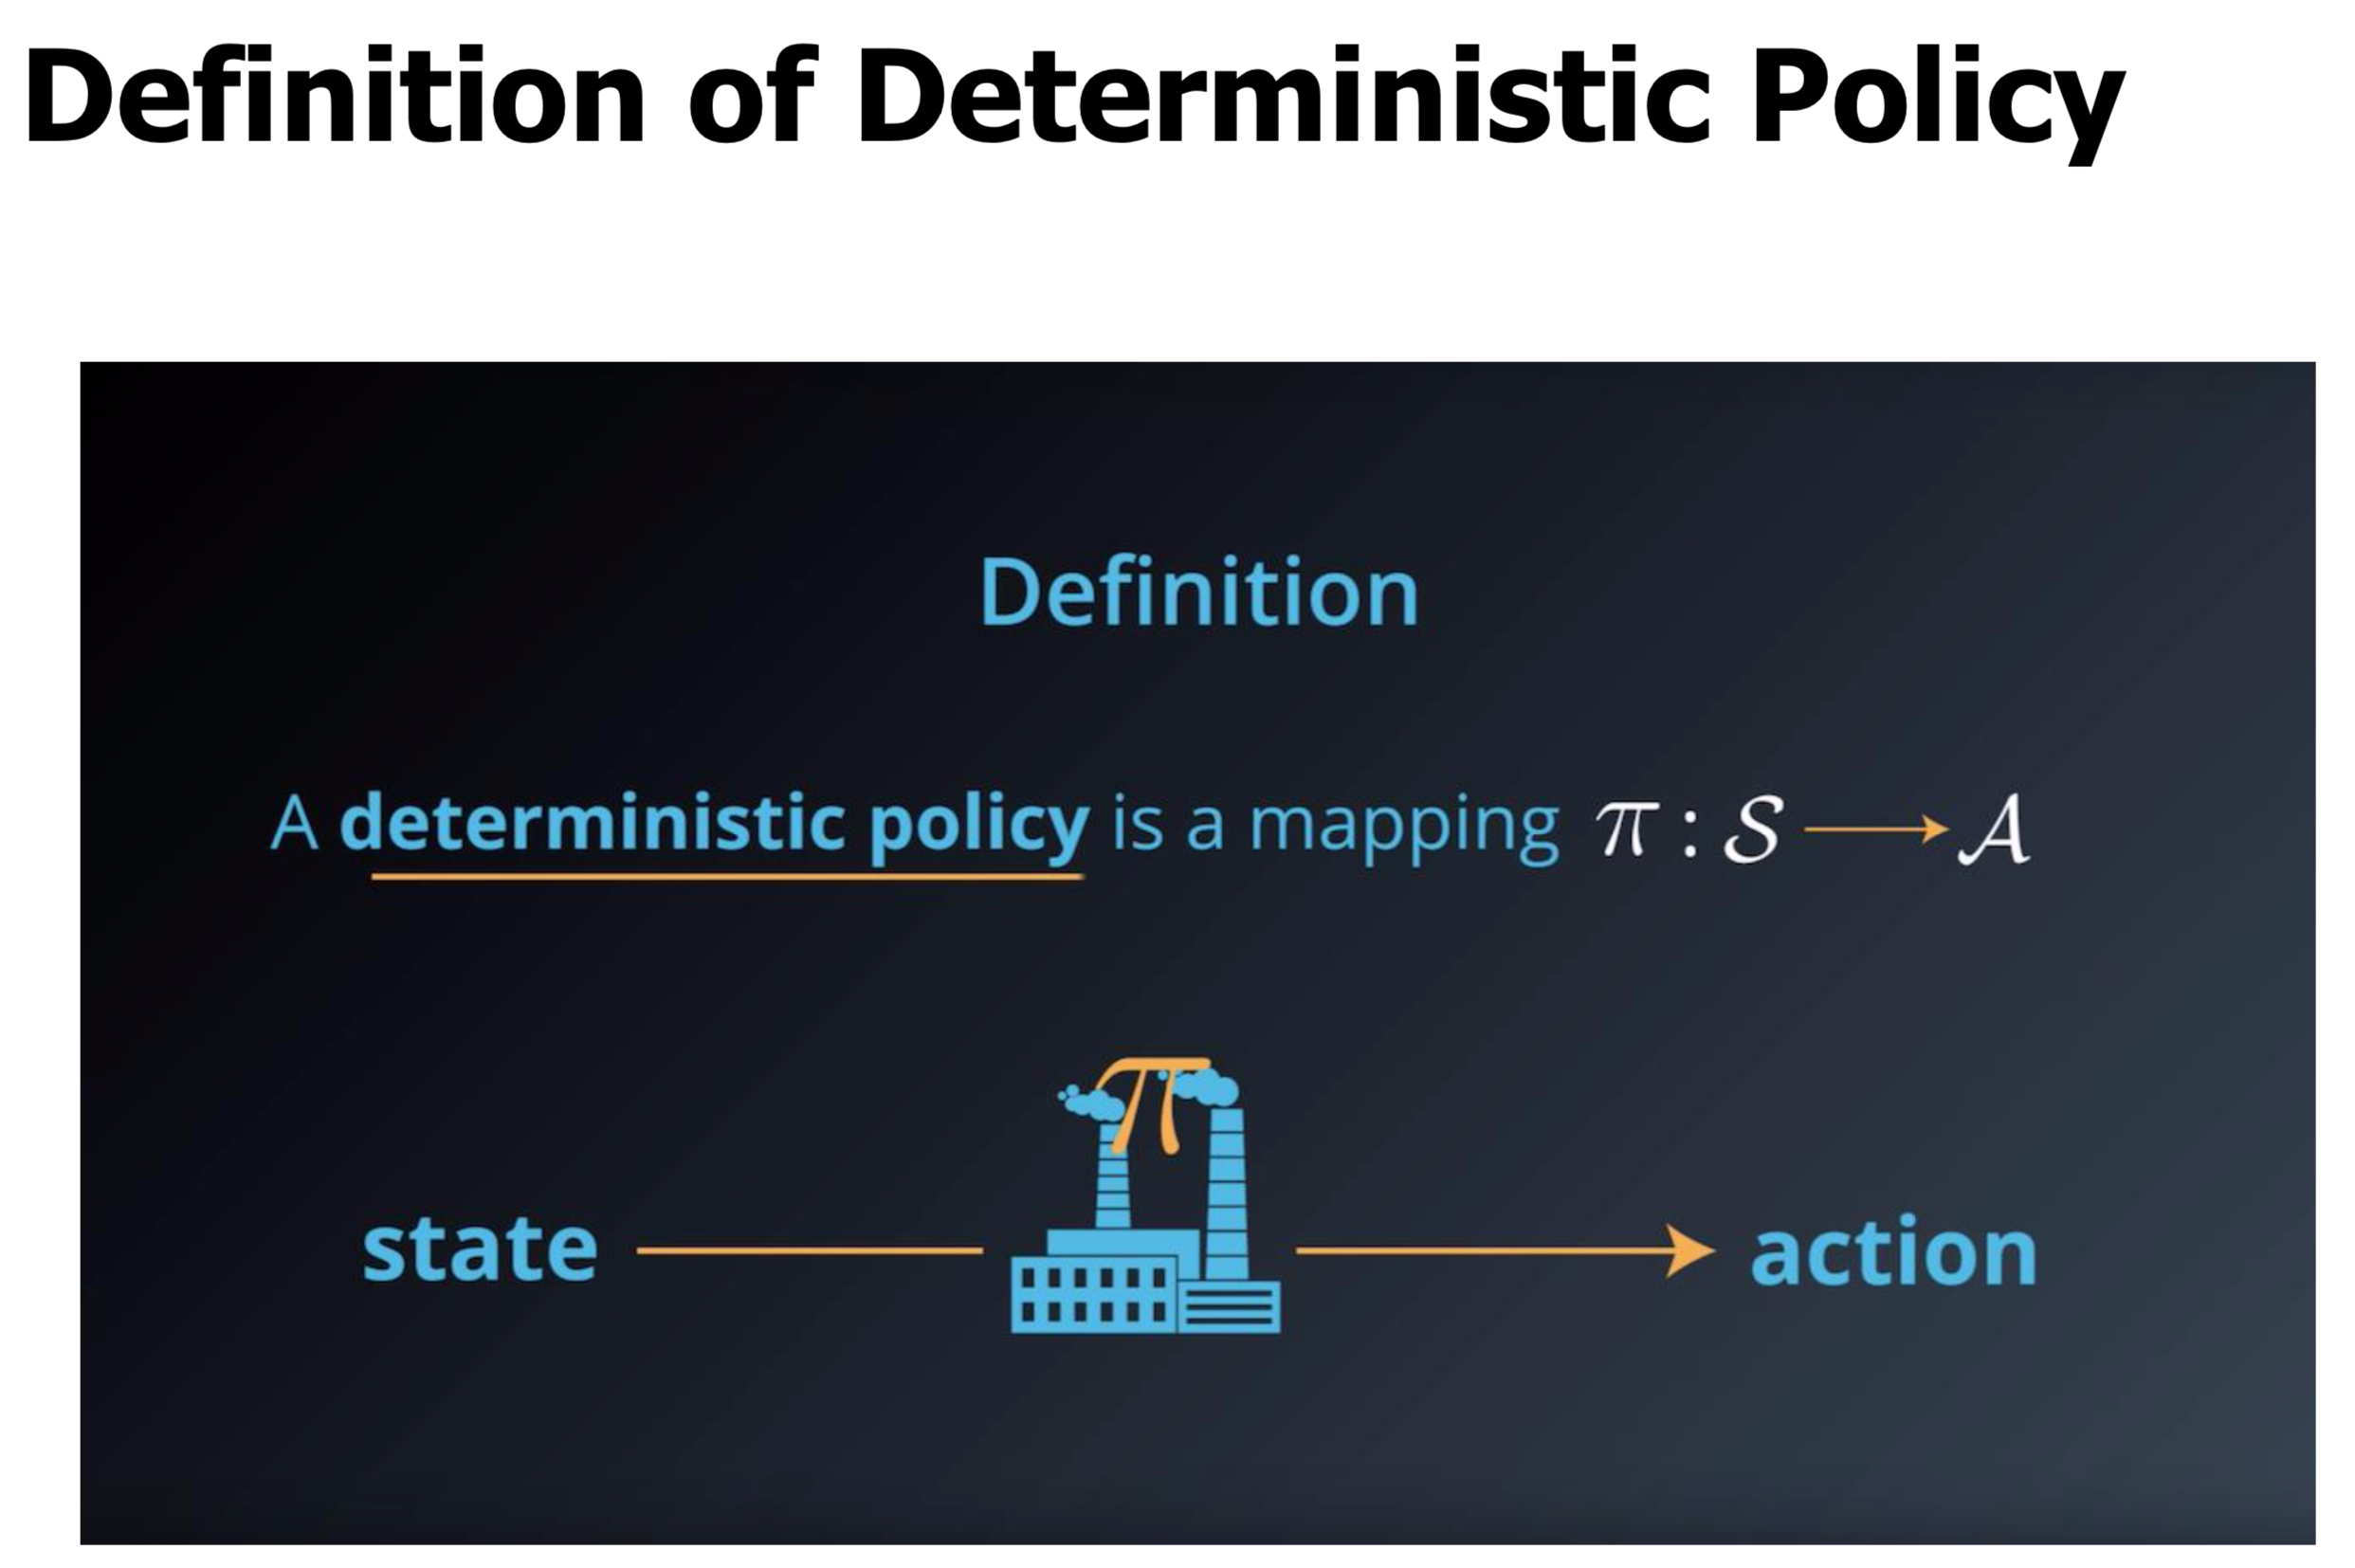 Definition of Deterministic Policy
Definition
A deterministic policy is a mapping π : 𝒮 ⟶ 𝒜
π
state ⟶ action